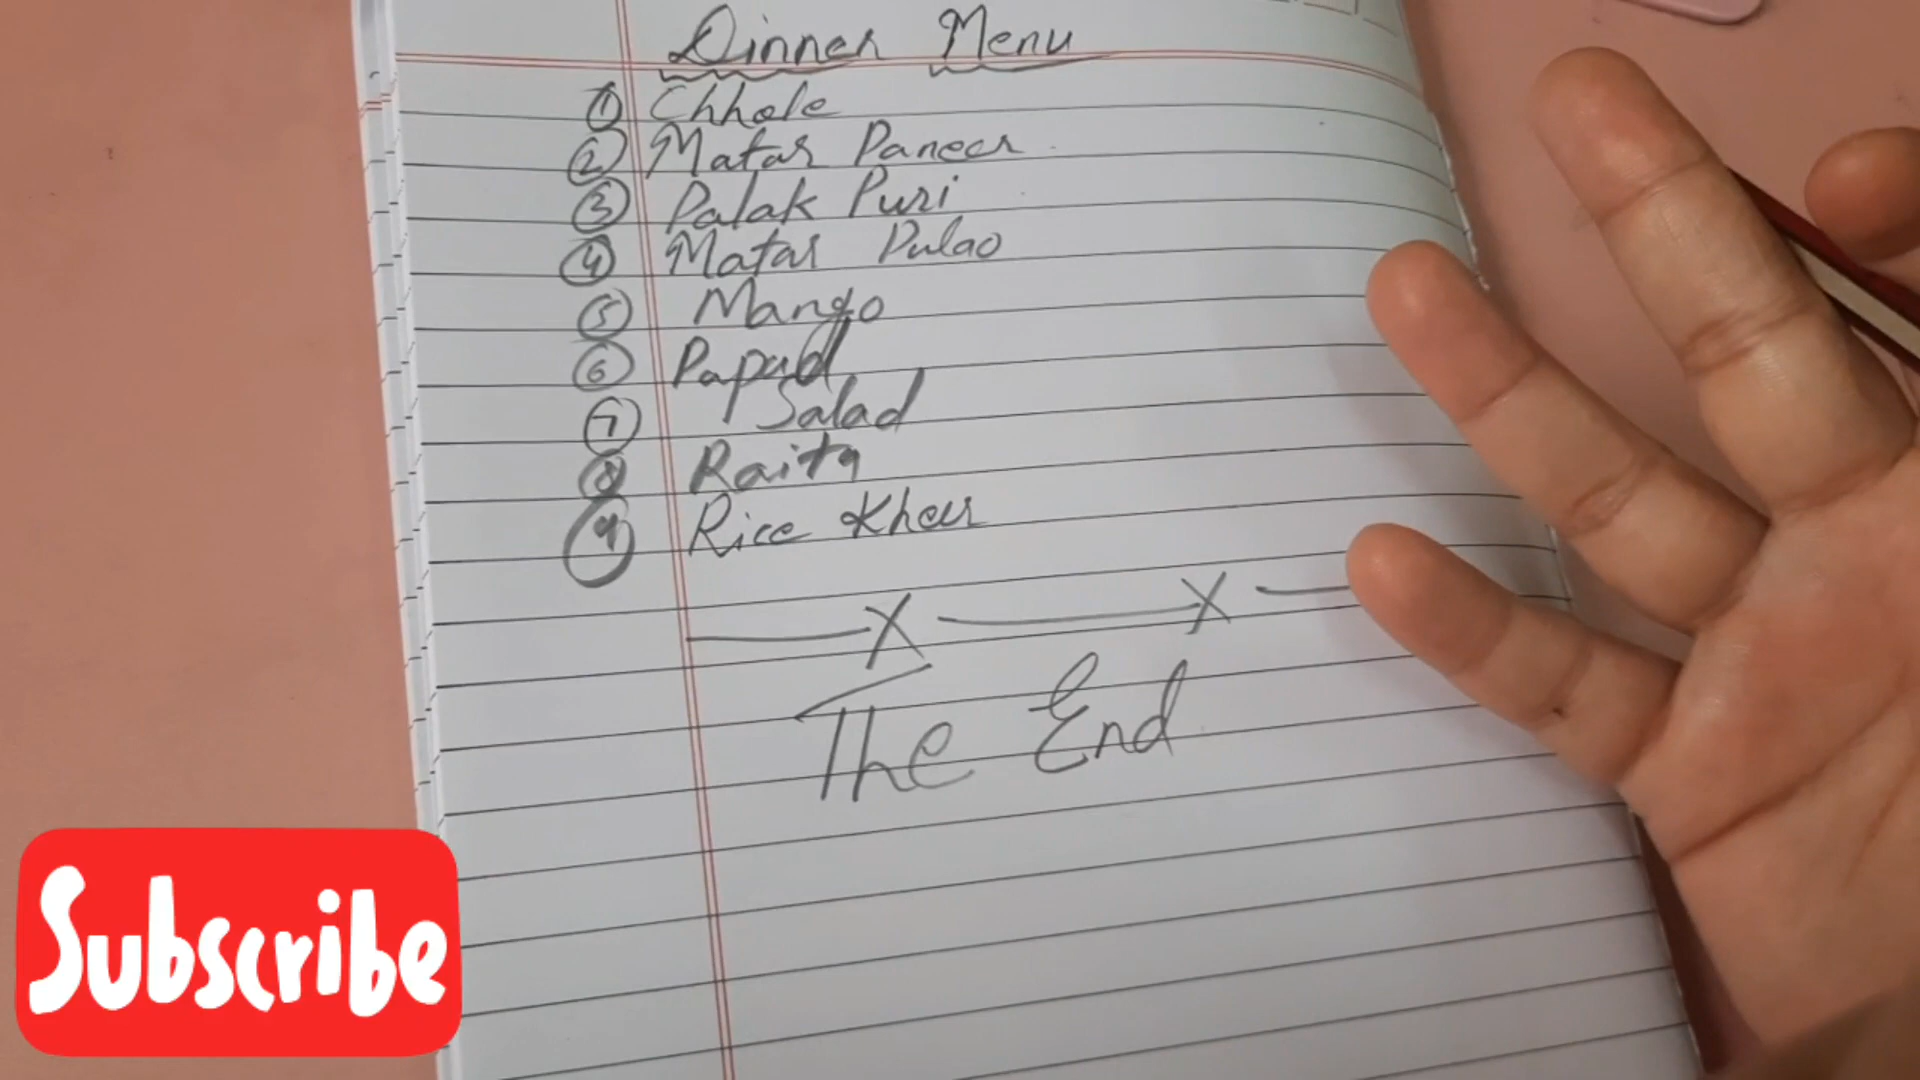 Dinner Menu
① Chhole
② Matar Paneer
③ Palak Puri
④ Matar Pulao
⑤ Mango
⑥ Papad
⑦ Salad
⑧ Raita
⑨ Rice Kheer
The End
Subscribe